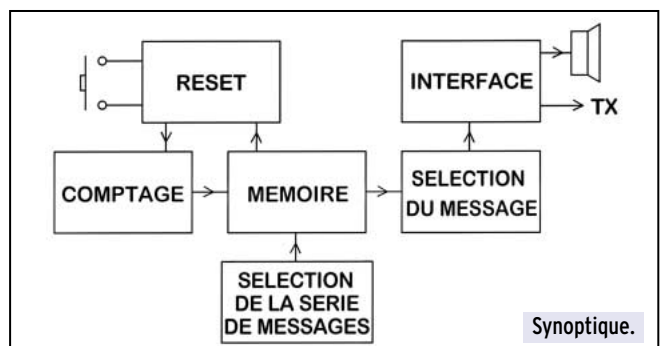 RESET
INTERFACE
TX
COMPTAGE
MEMOIRE
SELECTION
DU MESSAGE
SELECTION
DE LA SERIE
DE MESSAGES
Synoptique.